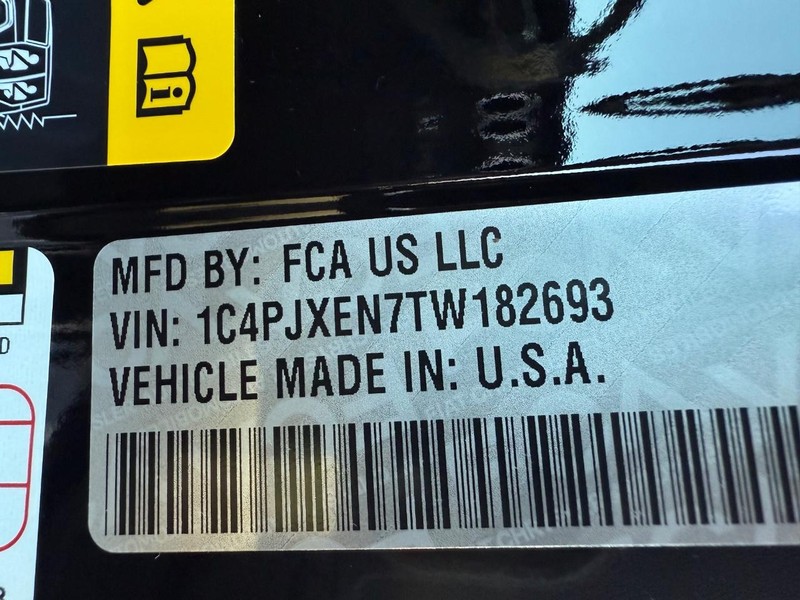 MFD BY: FCA US LLC
VIN: 1C4PJXEN7TW182693
VEHICLE MADE IN: U.S.A.
D